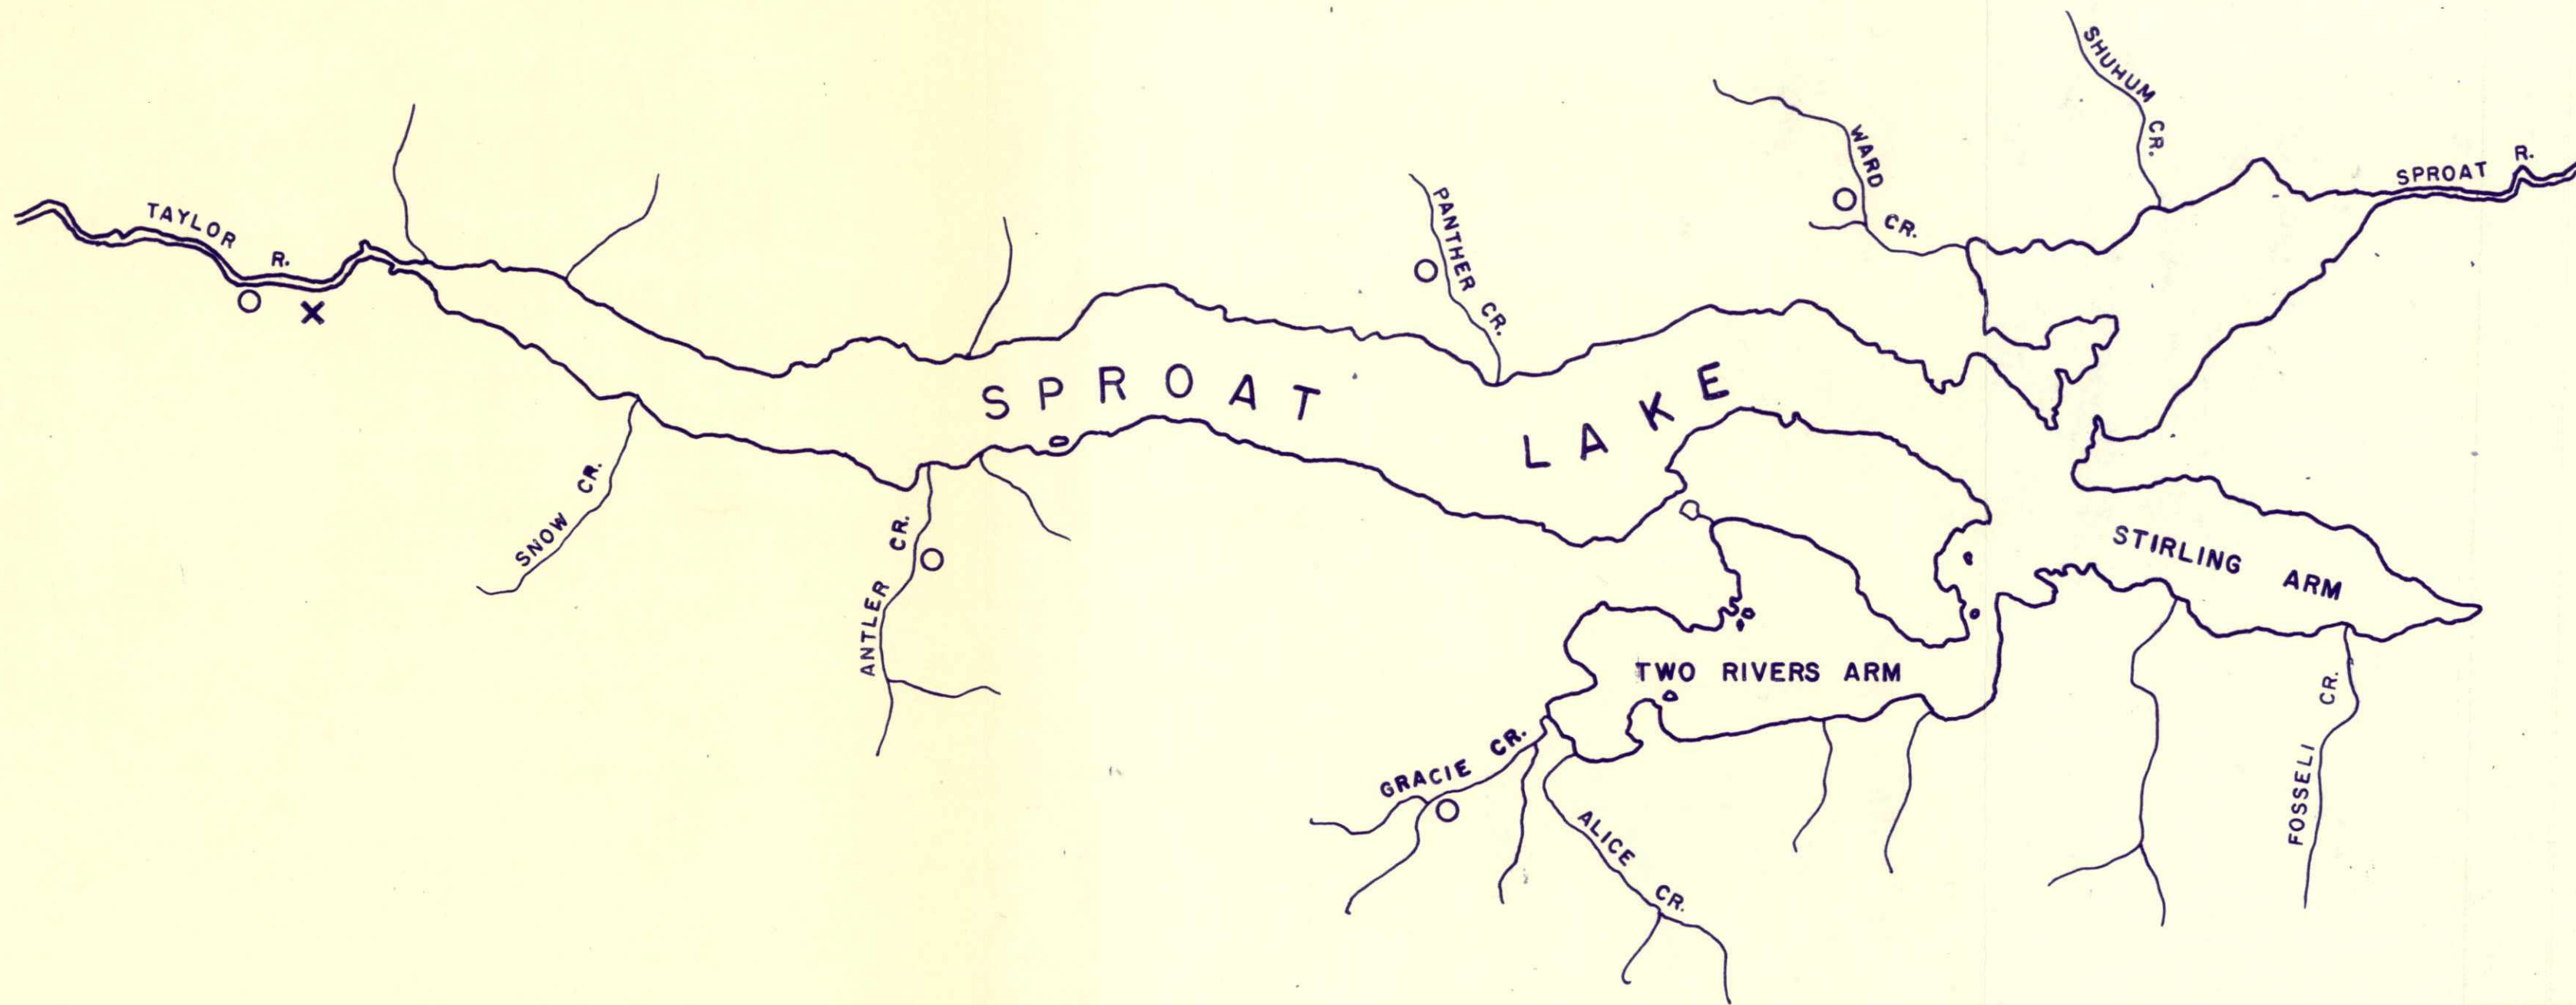 SHUHUM CR.
WARD CR.
SPROAT R.
TAYLOR R.
X
PANTHER CR.
SPROAT LAKE
SNOW CR.
ANTLER CR.
STIRLING ARM
TWO RIVERS ARM
GRACIE CR.
ALICE CR.
FOSSELI CR.